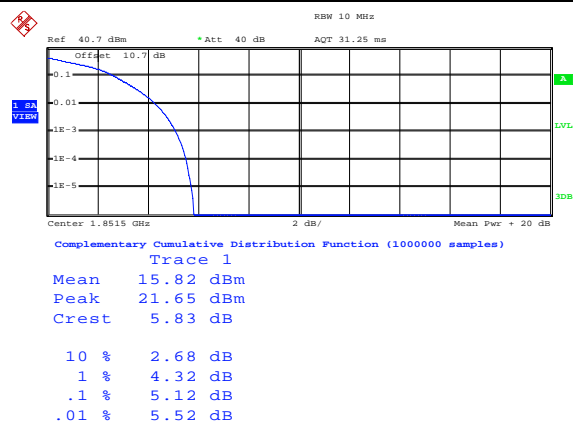 R S
RBW 10 MHz
Ref 40.7 dBm * Att 40 dB AQT 31.25 ms
Offset 10.7 dB
0.1
A
1 SA
VIEW
0.01
1E-3
LVL
1E-4
1E-5
3DB
Center 1.8515 GHz 2 dB/ Mean Pwr + 20 dB
Complementary Cumulative Distribution Function (1000000 samples)
Trace 1
Mean 15.82 dBm
Peak 21.65 dBm
Crest 5.83 dB
10 % 2.68 dB
1 % 4.32 dB
.1 % 5.12 dB
.01 % 5.52 dB